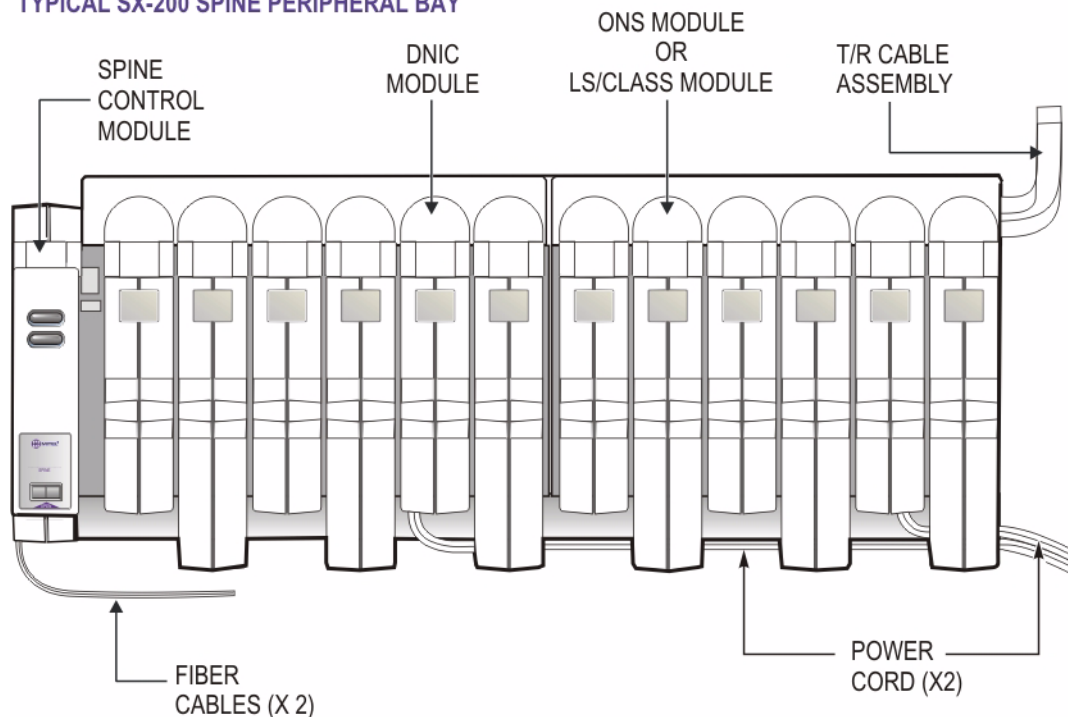 TYPICAL SX-200 SPINE PERIPHERAL BAY
SPINE
CONTROL
MODULE
DNIC
MODULE
ONS MODULE
OR
LS/CLASS MODULE
T/R CABLE
ASSEMBLY
FIBER
CABLES (X 2)
POWER
CORD (X2)